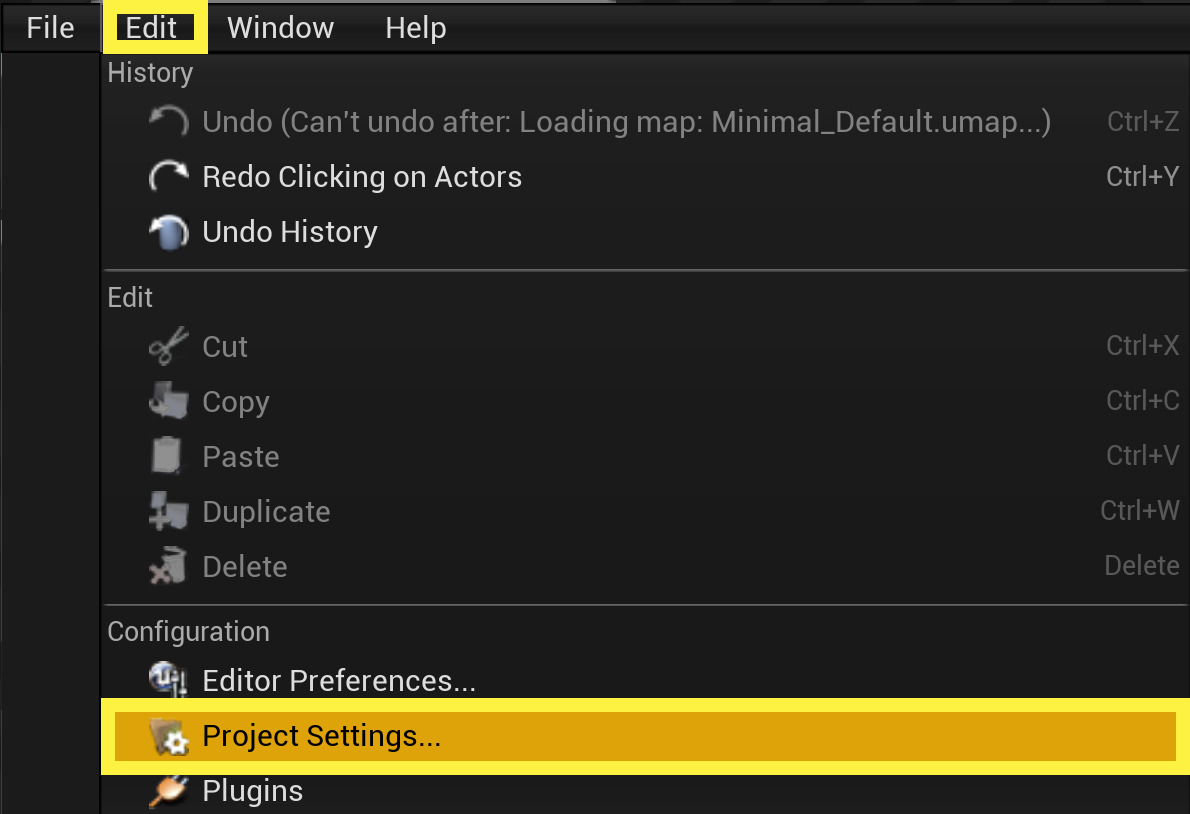 File Edit Window Help
History
Undo (Can't undo after: Loading map: Minimal_Default.umap...) Ctrl+Z
Redo Clicking on Actors Ctrl+Y
Undo History
Edit
Cut Ctrl+X
Copy Ctrl+C
Paste Ctrl+V
Duplicate Ctrl+W
Delete Delete
Configuration
Editor Preferences...
Project Settings...
Plugins